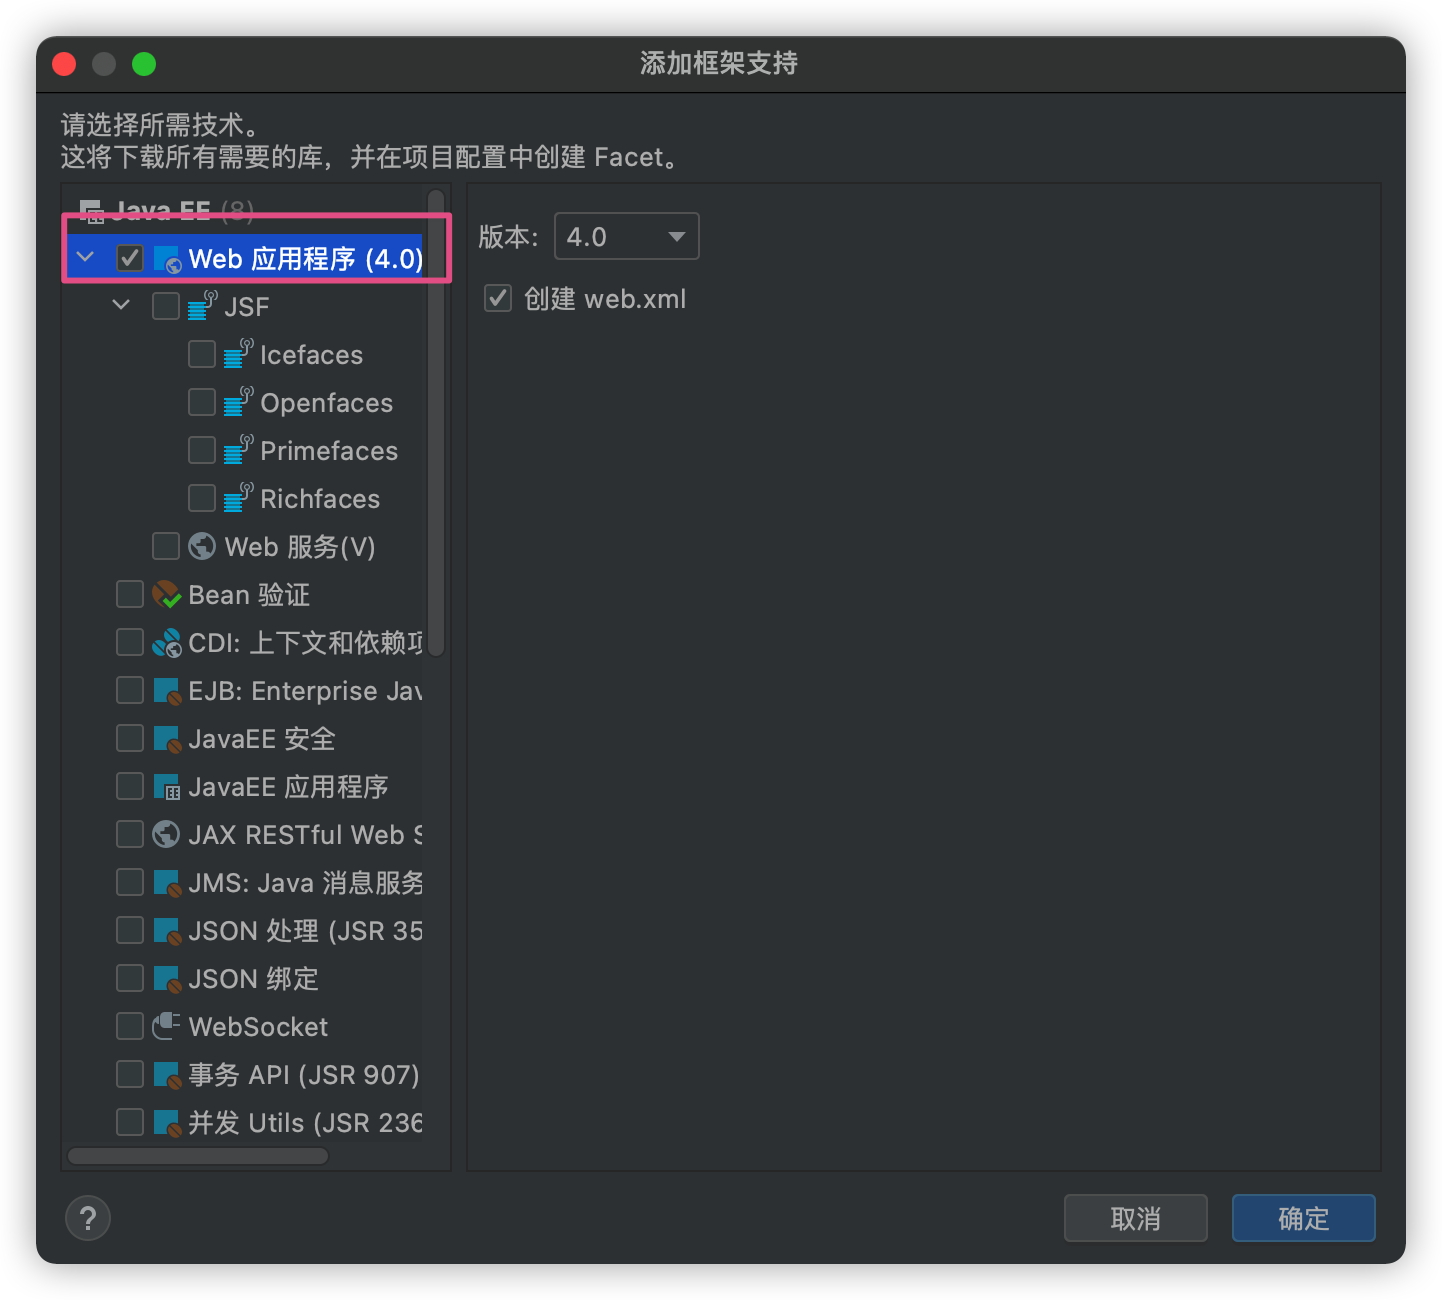 添加框架支持
请选择所需技术。
这将下载所有需要的库，并在项目配置中创建 Facet。
Java EE (8)
Web 应用程序 (4.0)
JSF
Icefaces
Openfaces
Primefaces
Richfaces
Web 服务(V)
Bean 验证
CDI: 上下文和依赖项
EJB: Enterprise Jav
JavaEE 安全
JavaEE 应用程序
JAX RESTful Web S
JMS: Java 消息服务
JSON 处理 (JSR 35
JSON 绑定
WebSocket
事务 API (JSR 907)
并发 Utils (JSR 236
版本: 4.0
创建 web.xml
?
取消
确定